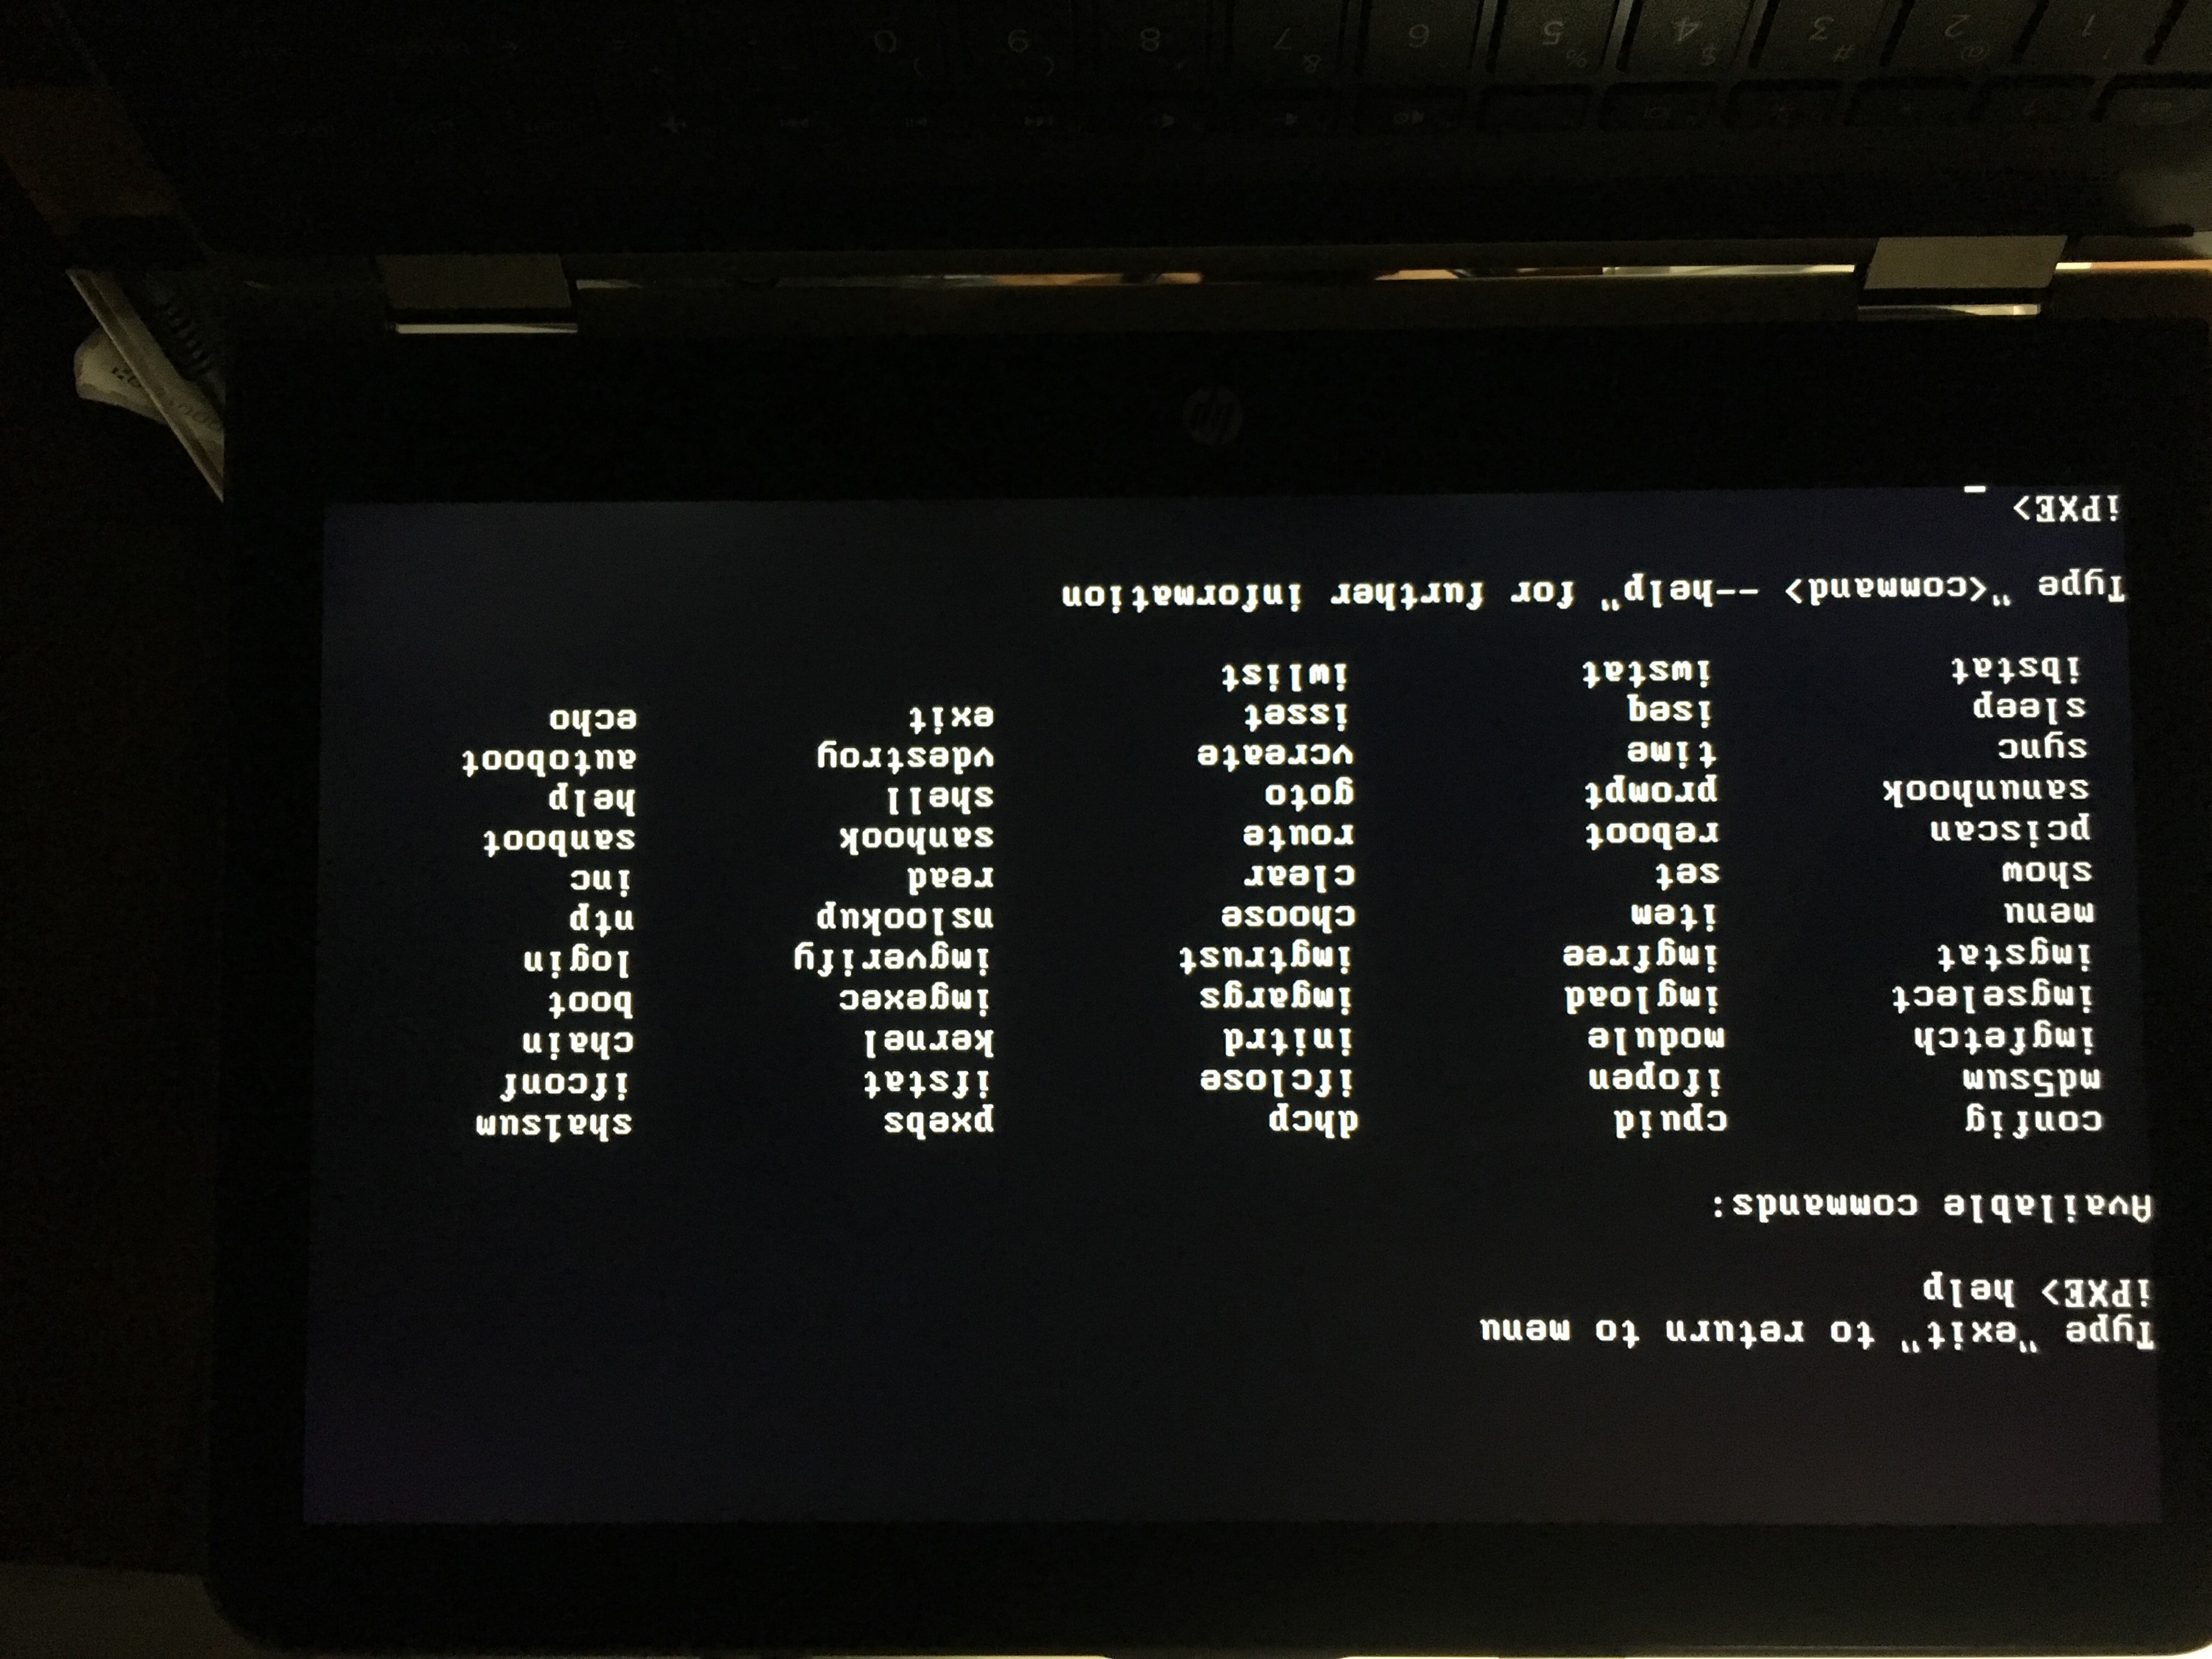 Type "exit" to return to menu
iPXE> help
Available commands:
config cpuid dhcp pxebs sha1sum
md5sum ifopen ifclose ifstat ifconf
imgfetch module initrd kernel chain
imgselect imgload imgargs imgexec boot
imgstat imgfree imgtrust imgverify login
menu item choose nslookup ntp
show set clear read inc
pciscan reboot route sanhook sanboot
sanunhook prompt goto shell help
sync time vcreate vdestroy autoboot
sleep iseq isset exit echo
ibstat iwstat iwlist
Type "<command> --help" for further information
iPXE> _
hp
! @ # $ % & * ( )
1 2 3 4 5 6 7 8 9 0